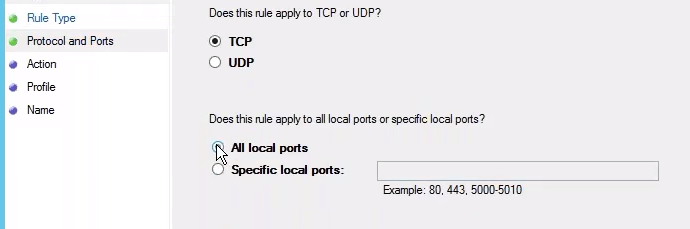 Does this rule apply to TCP or UDP?
Rule Type
Protocol and Ports
Action
Profile
Name
TCP
UDP
Does this rule apply to all local ports or specific local ports?
All local ports
Specific local ports:
Example: 80, 443, 5000-5010